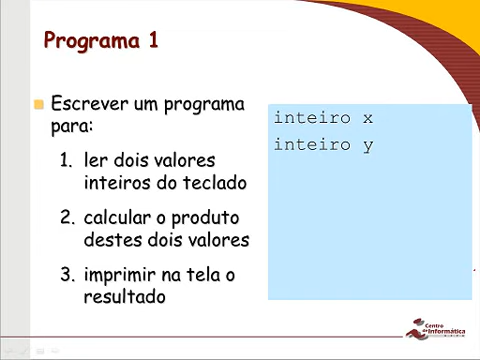 Programa 1
Escrever um programa
para:
1. ler dois valores
inteiros do teclado
2. calcular o produto
destes dois valores
3. imprimir na tela o
resultado
inteiro x
inteiro y
Centro
de Informática